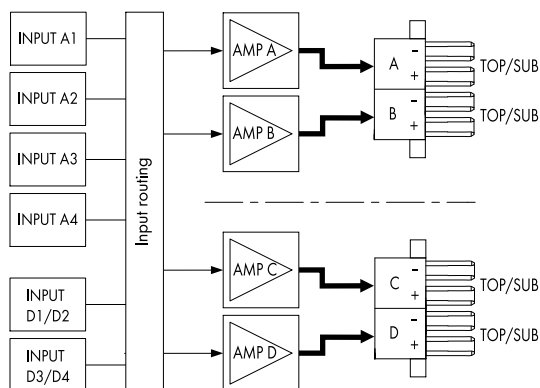 INPUT A1
INPUT A2
INPUT A3
INPUT A4
INPUT
D1/D2
INPUT
D3/D4
Input routing
AMP A
AMP B
AMP C
AMP D
A - +
TOP/SUB
B - +
TOP/SUB
C - +
TOP/SUB
D - +
TOP/SUB